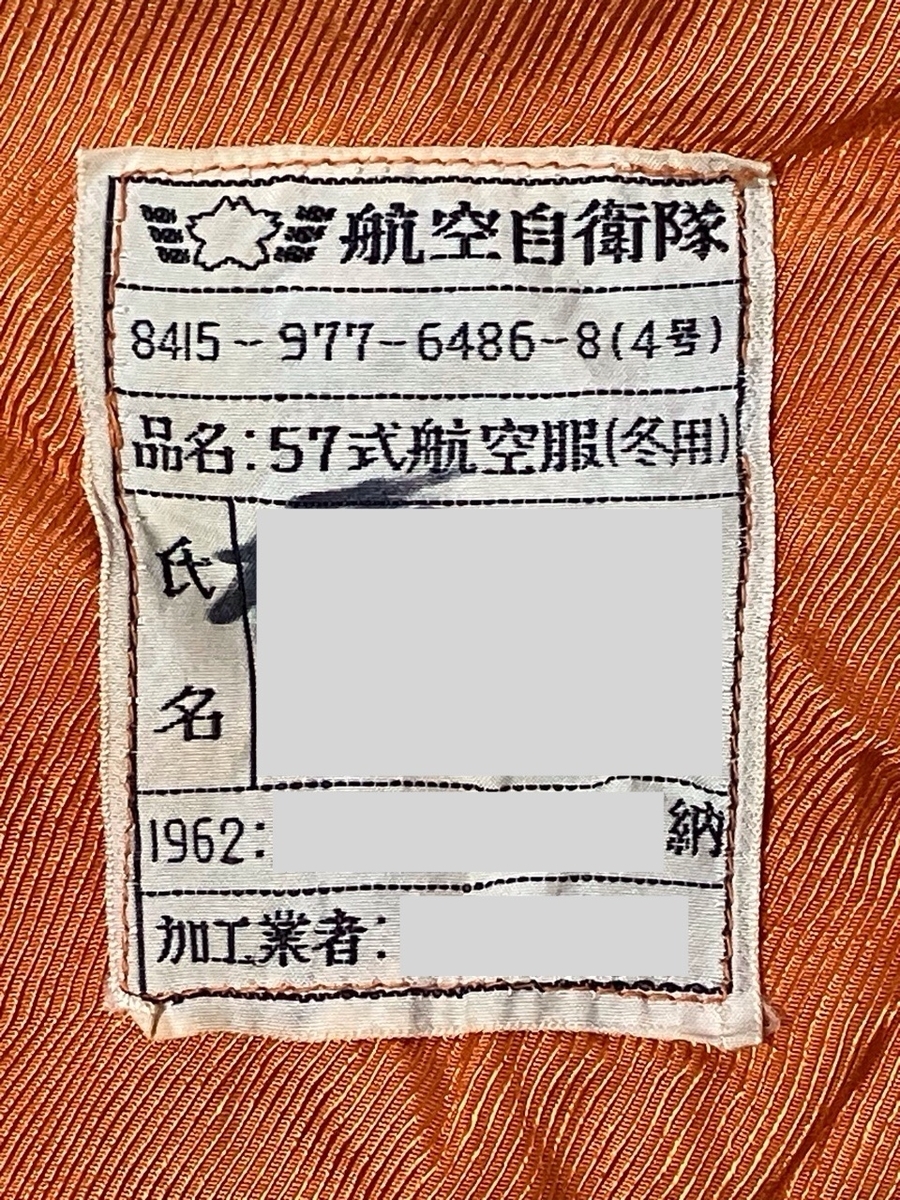 航空自衛隊
8415-977-6486-8(4号)
品名:57式航空服(冬用)
氏名
1962: 納
加工業者: